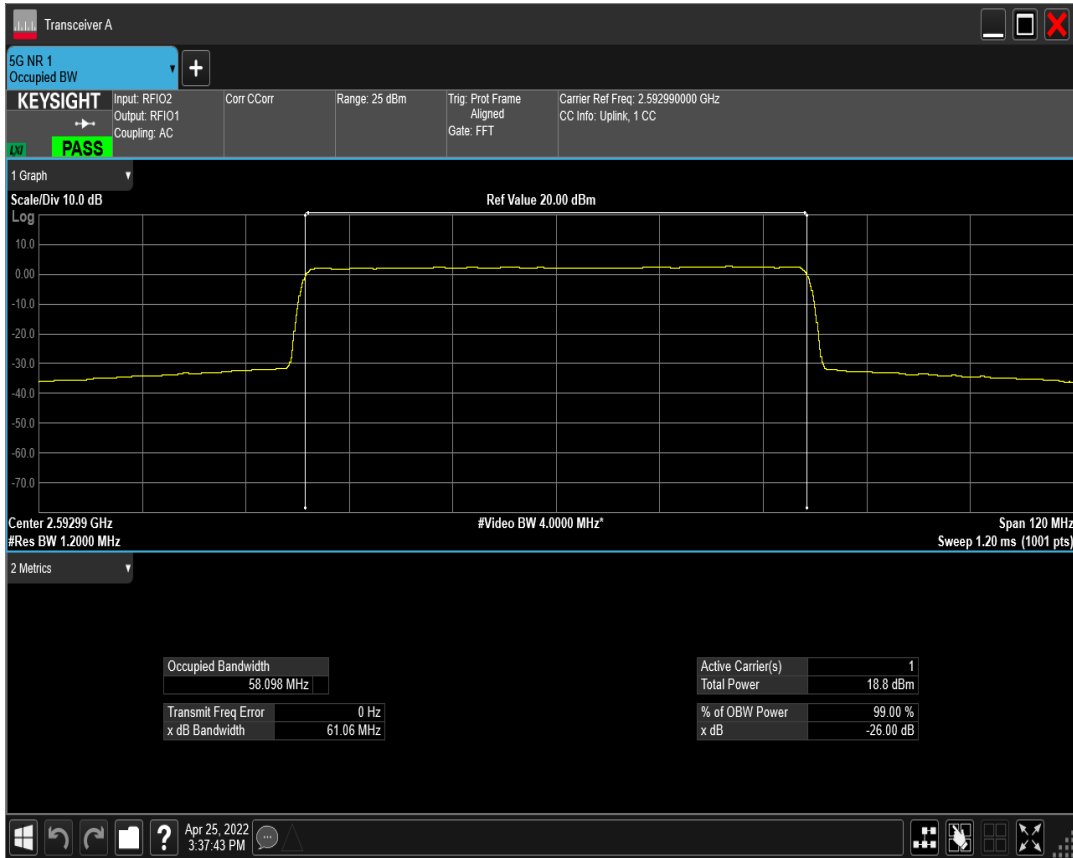 Transceiver A
5G NR 1
Occupied BW
+
KEYSIGHT
LXI
PASS
Input: RFIO2
Output: RFIO1
Coupling: AC
Corr CCorr
Range: 25 dBm
Trig: Prot Frame
Aligned
Gate: FFT
Carrier Ref Freq: 2.592990000 GHz
CC Info: Uplink, 1 CC
1 Graph
Scale/Div 10.0 dB
Ref Value 20.00 dBm
Log
10.0
0.00
-10.0
-20.0
-30.0
-40.0
-50.0
-60.0
-70.0
Center 2.59299 GHz
#Video BW 4.0000 MHz*
Span 120 MHz
#Res BW 1.2000 MHz
Sweep 1.20 ms (1001 pts)
2 Metrics
Occupied Bandwidth
58.098 MHz
Transmit Freq Error 0 Hz
x dB Bandwidth 61.06 MHz
Active Carrier(s) 1
Total Power 18.8 dBm
% of OBW Power 99.00 %
x dB -26.00 dB
?
Apr 25, 2022
3:37:43 PM